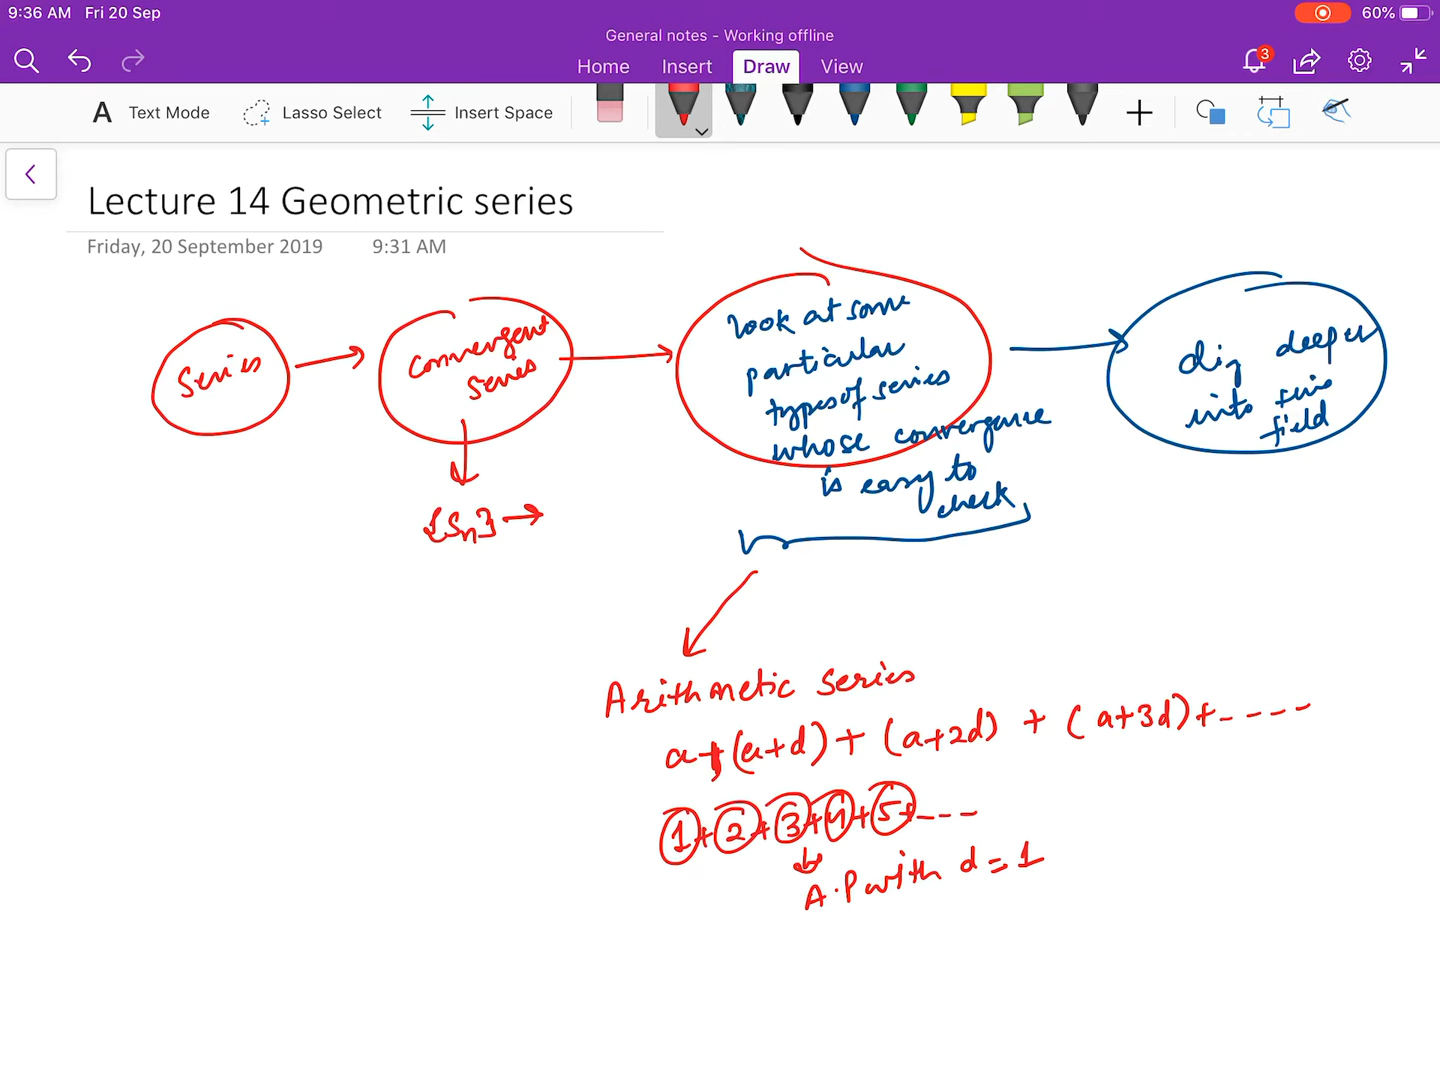 9:36 AM Fri 20 Sep
60%
General notes - Working offline
Home Insert Draw View
3
A Text Mode Lasso Select Insert Space
Lecture 14 Geometric series
Friday, 20 September 2019 9:31 AM
Series
Convergent
series
{Sn} →
look at some
particular
types of series
whose convergence
is easy to
check
dig deeper
into
field
Arithmetic series
a + (a+d) + (a+2d) + (a+3d) + ----
1 + 2 + 3 + 4 + 5 + ---
A.P with d = 1